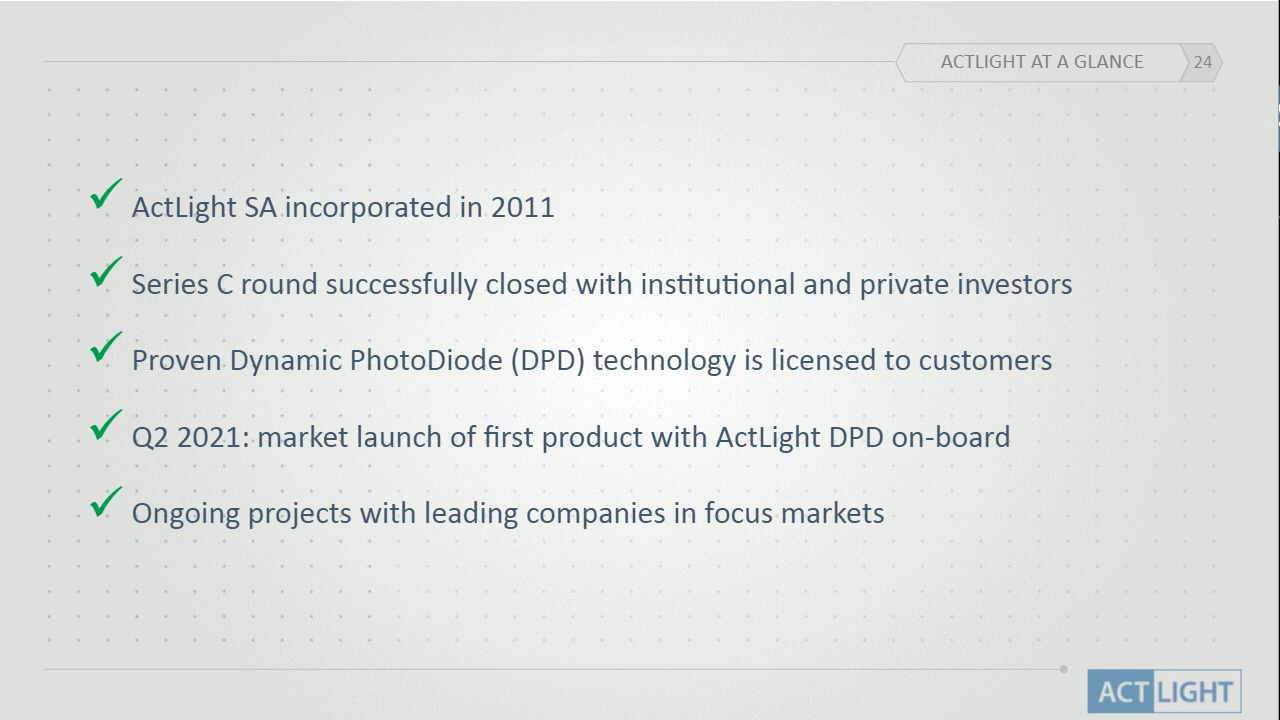 ACTLIGHT AT A GLANCE 24
ActLight SA incorporated in 2011
Series C round successfully closed with institutional and private investors
Proven Dynamic PhotoDiode (DPD) technology is licensed to customers
Q2 2021: market launch of first product with ActLight DPD on-board
Ongoing projects with leading companies in focus markets
ACT LIGHT